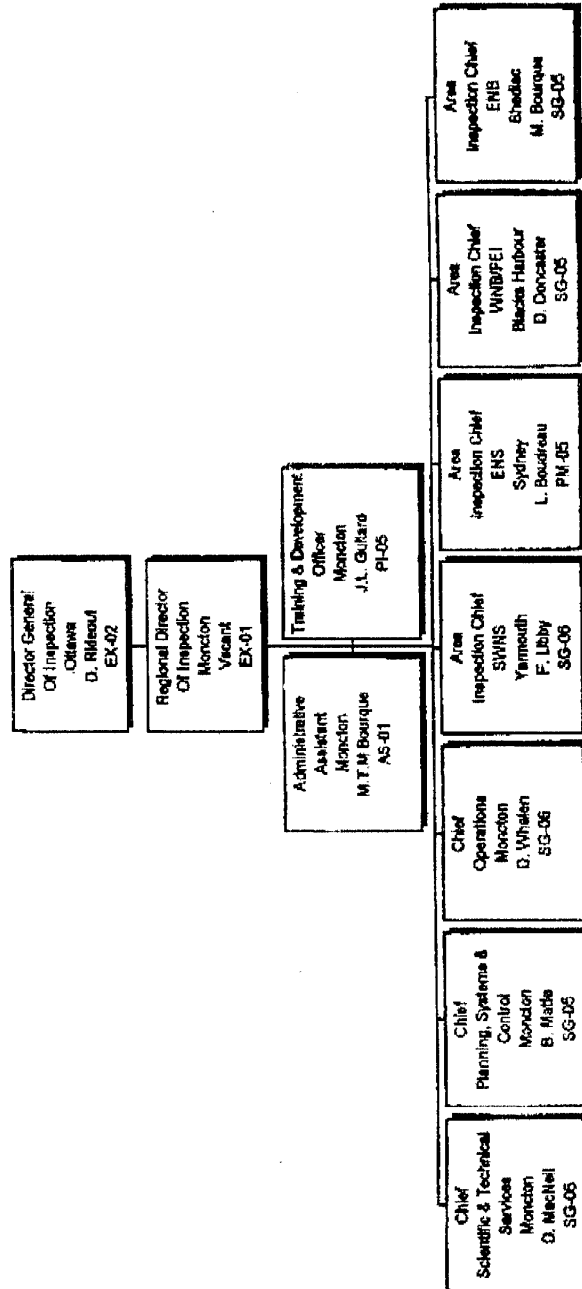 Director General
Of Inspection
Ottawa
D. Rideout
EX-02
Regional Director
Of Inspection
Moncton
Vacant
EX-01
Administrative
Assistant
Moncton
M.T.M Bourque
AS-01
Training & Development
Officer
Moncton
J.L. Guitard
PI-05
Chief
Scientific & Technical
Services
Moncton
MacNeil
SG-05
Chief
Planning, Systems &
Control
Moncton
B.
SG-05
Chief
Operations
Moncton
D. Whalen
SG-06
Area
Inspection Chief
SWNS
Yarmouth
F. Libby
SG-06
Area
Inspection Chief
ENS
Sydney
L. Boudreau
PM-05
Area
Inspection Chief
WNB/PEI
Blacks Harbour
D. Doncaster
SG-05
Area
Inspection Chief
ENB
Shediac
M. Bourque
SG-05